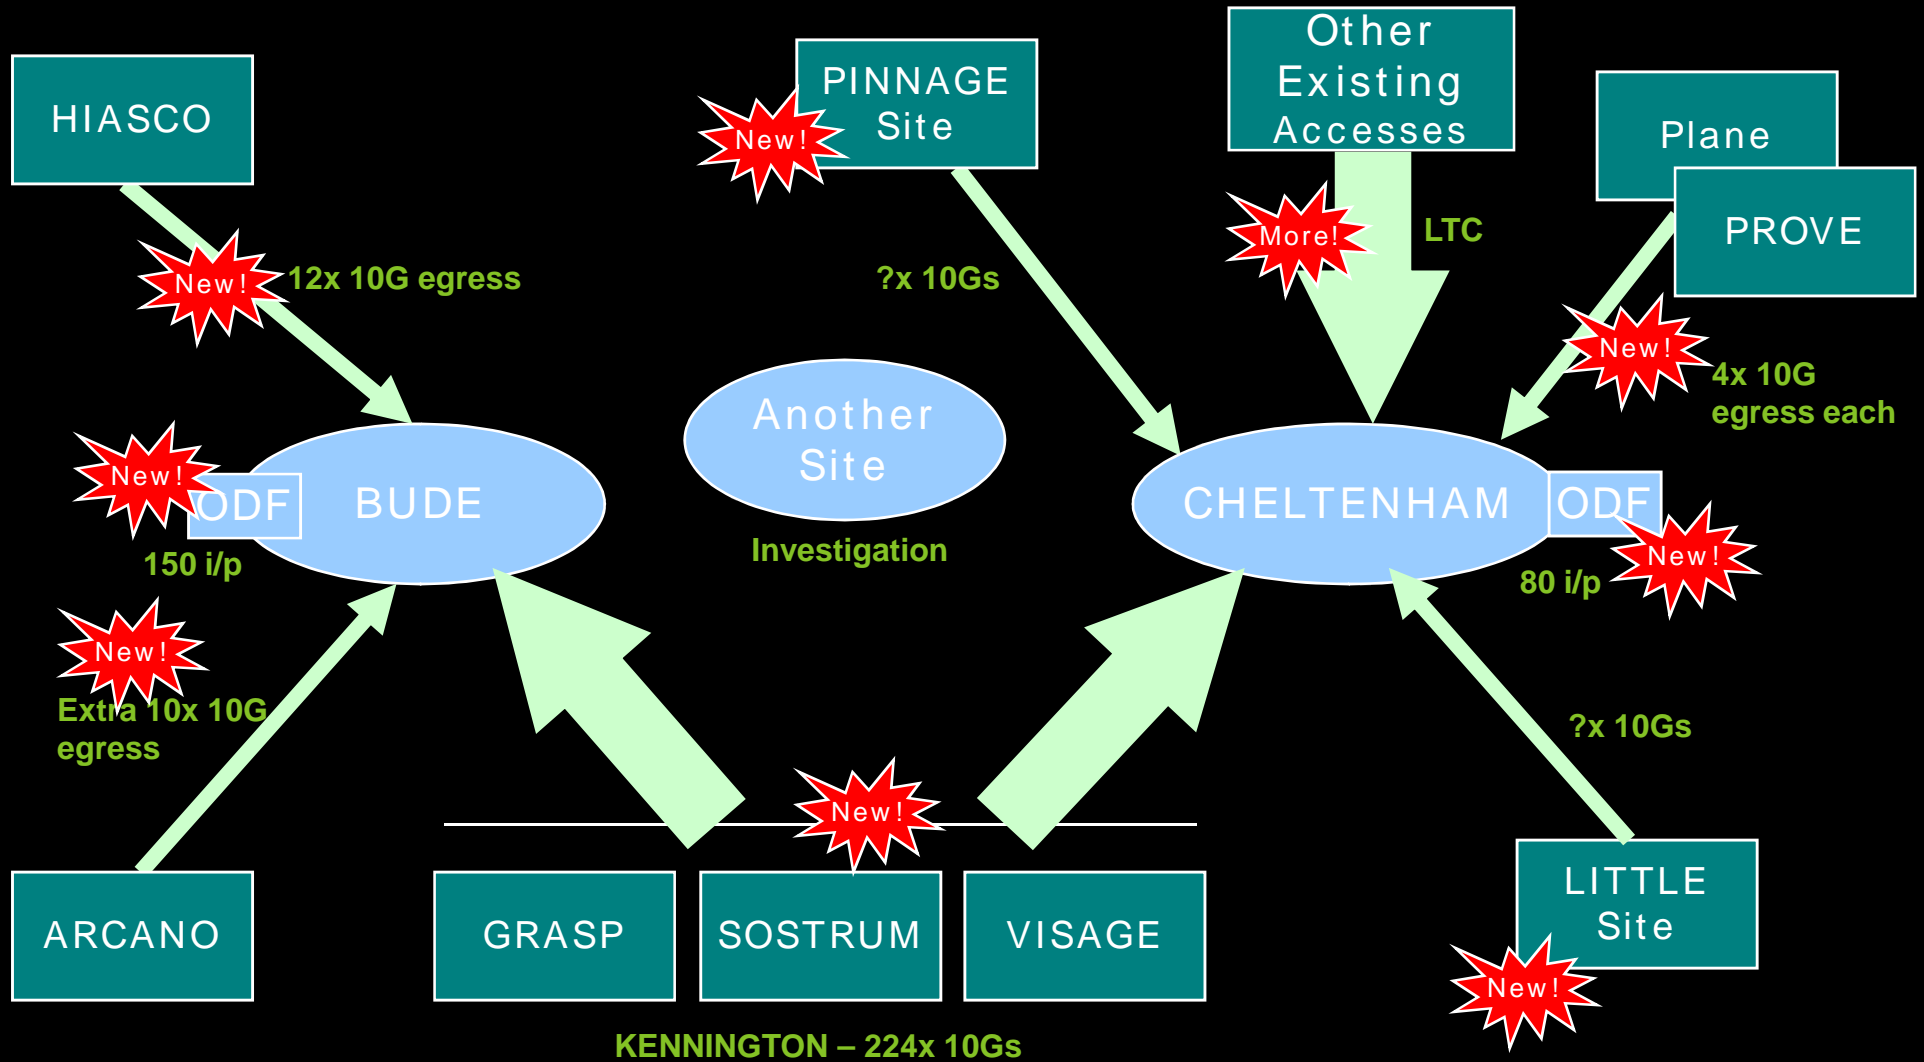 HIASCO
PINNAGE
Site
New!
Other
Existing
Accesses
Plane
PROVE
New!
12x 10G egress
?x 10Gs
More!
LTC
New!
4x 10G
egress each
Another
Site
Investigation
New!
ODF
BUDE
150 i/p
CHELTENHAM
ODF
New!
80 i/p
New!
Extra 10x 10G
egress
?x 10Gs
New!
ARCANO
GRASP
SOSTRUM
VISAGE
LITTLE
Site
New!
KENNINGTON – 224x 10Gs